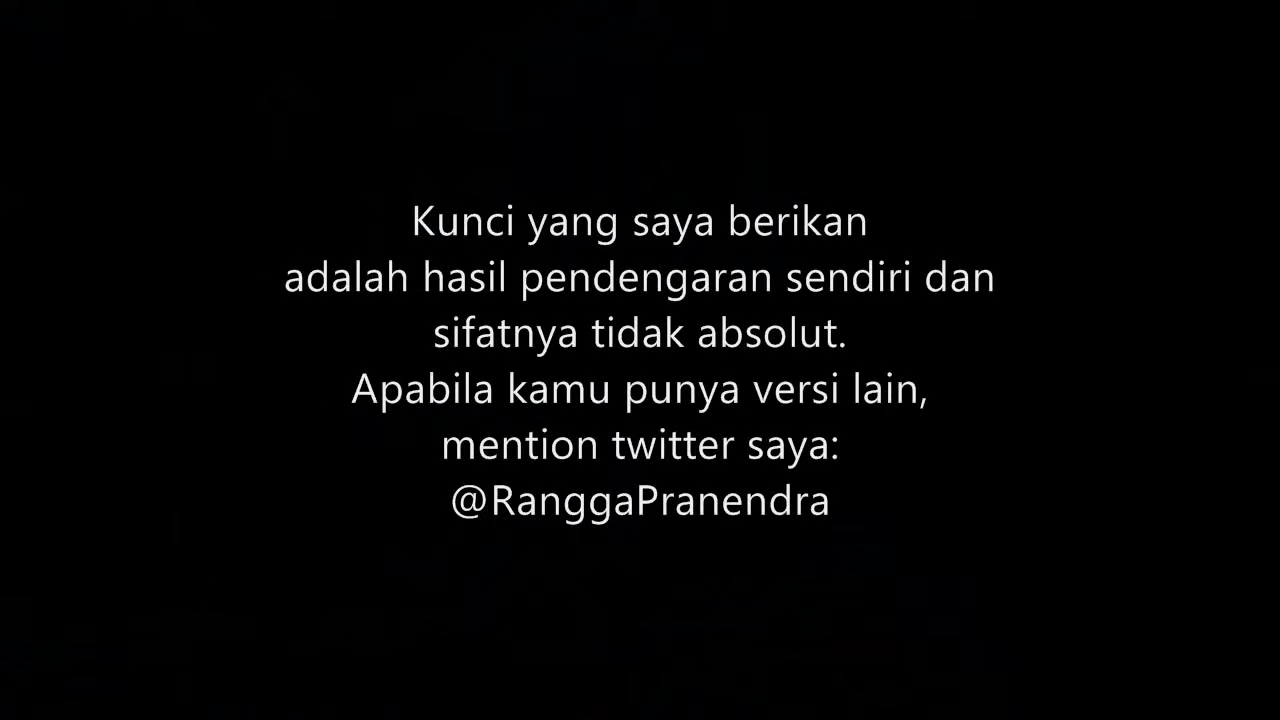 Kunci yang saya berikan
adalah hasil pendengaran sendiri dan
sifatnya tidak absolut.
Apabila kamu punya versi lain,
mention twitter saya:
@RanggaPranendra